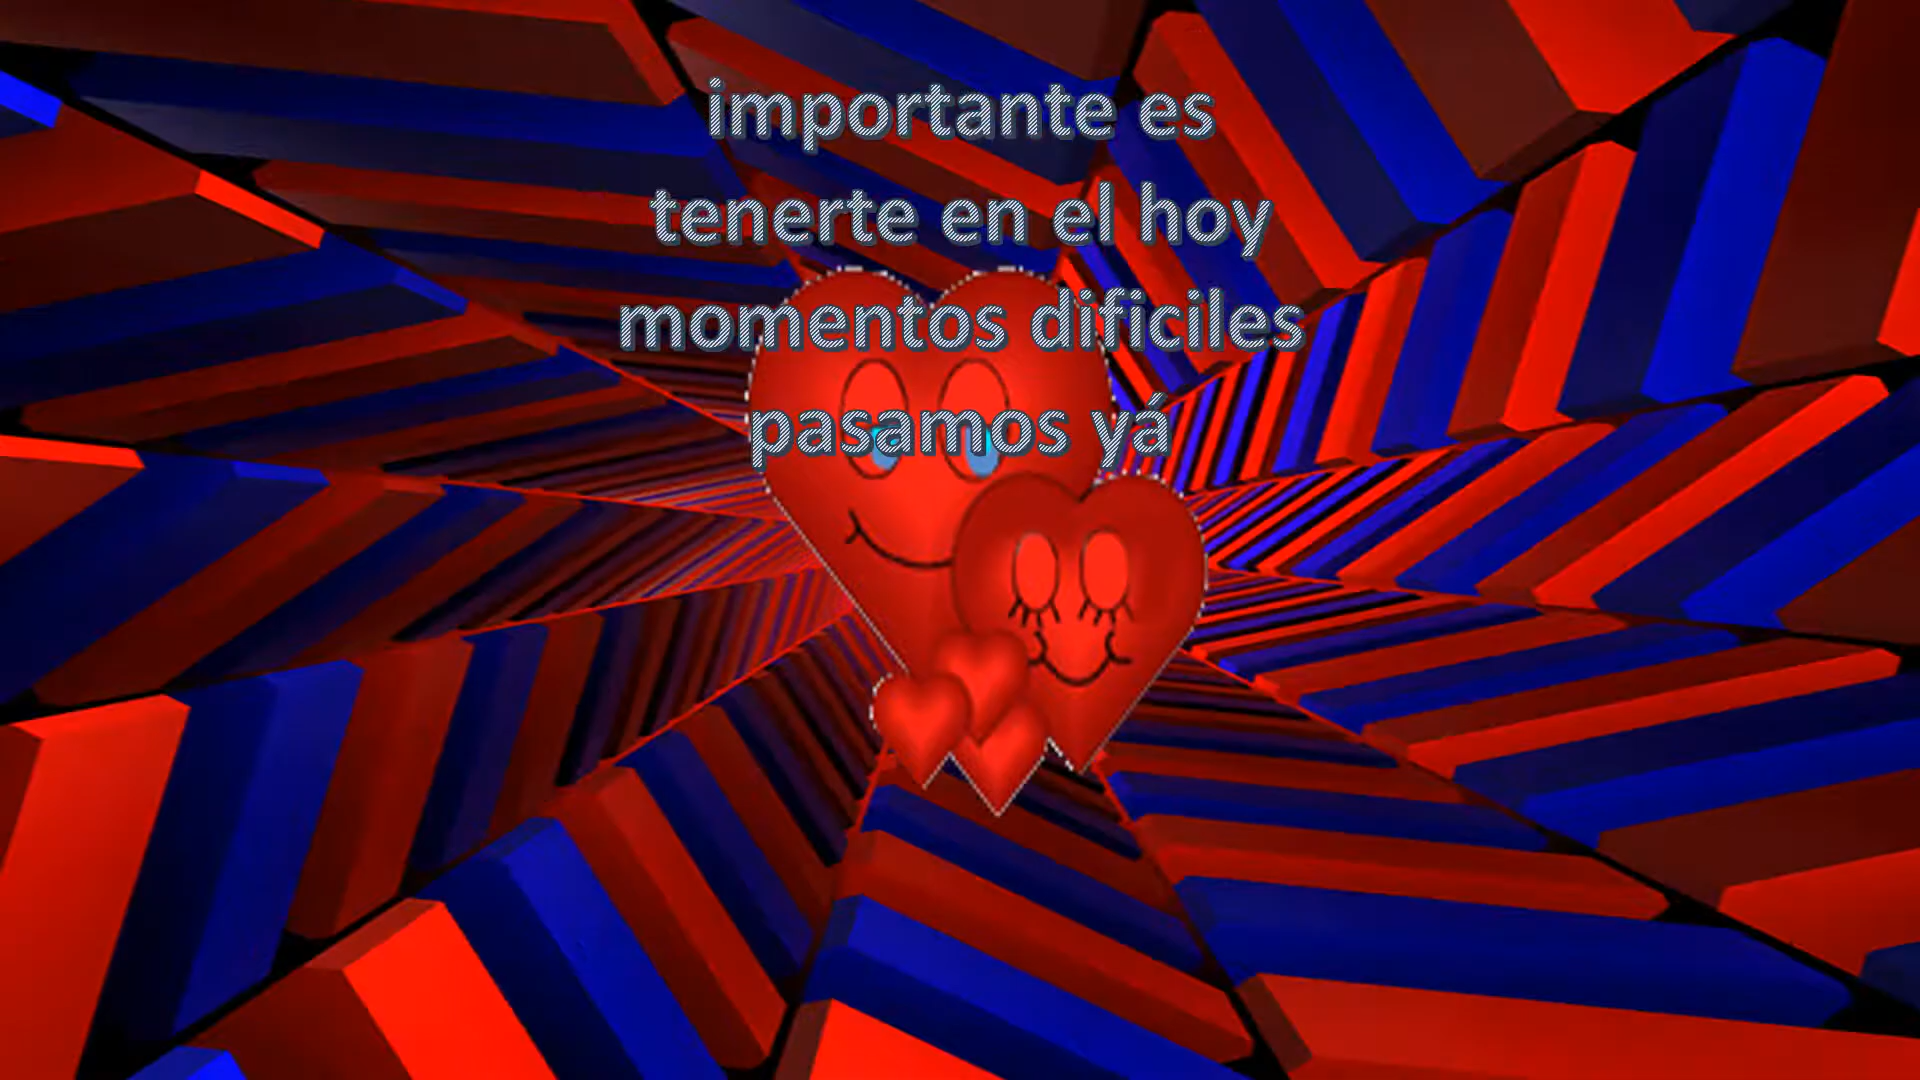 importante es
tenerte en el hoy
momentos dificiles
pasamos yá